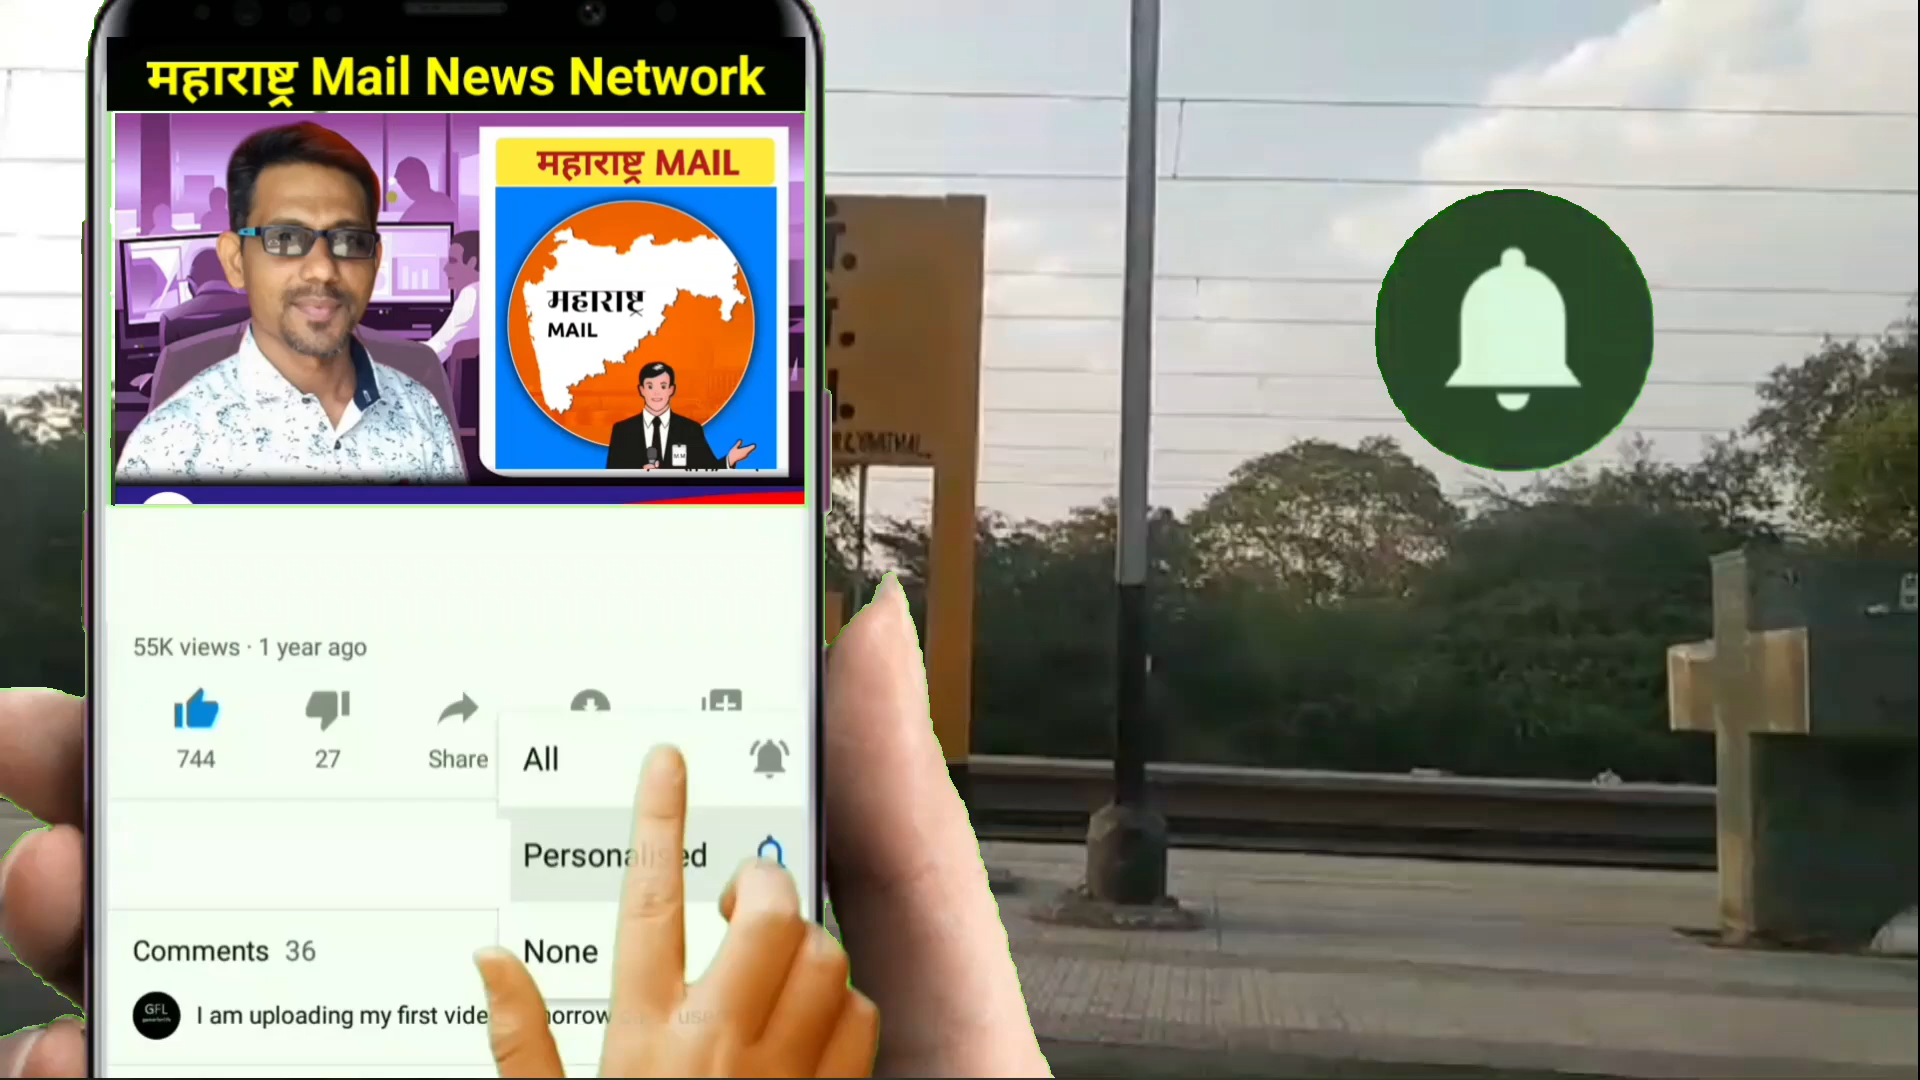 महाराष्ट्र Mail News Network
महाराष्ट्र MAIL
महाराष्ट्र
MAIL
55K views · 1 year ago
744
27
Share
All
Personalised
None
Comments 36
GFL
I am uploading my first vide